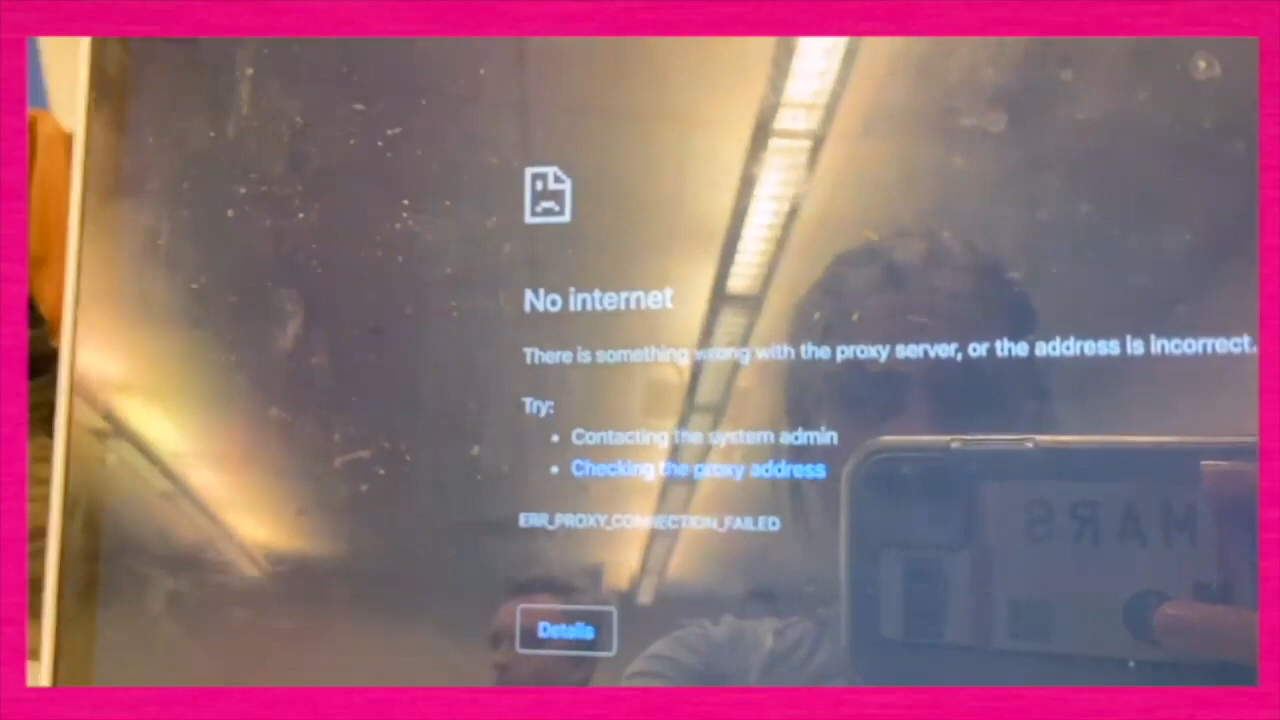 No internet
There is something wrong with the proxy server, or the address is incorrect.
Try:
• Contacting the system admin
• Checking the proxy address
ERR_PROXY_CONNECTION_FAILED
Details
MARS